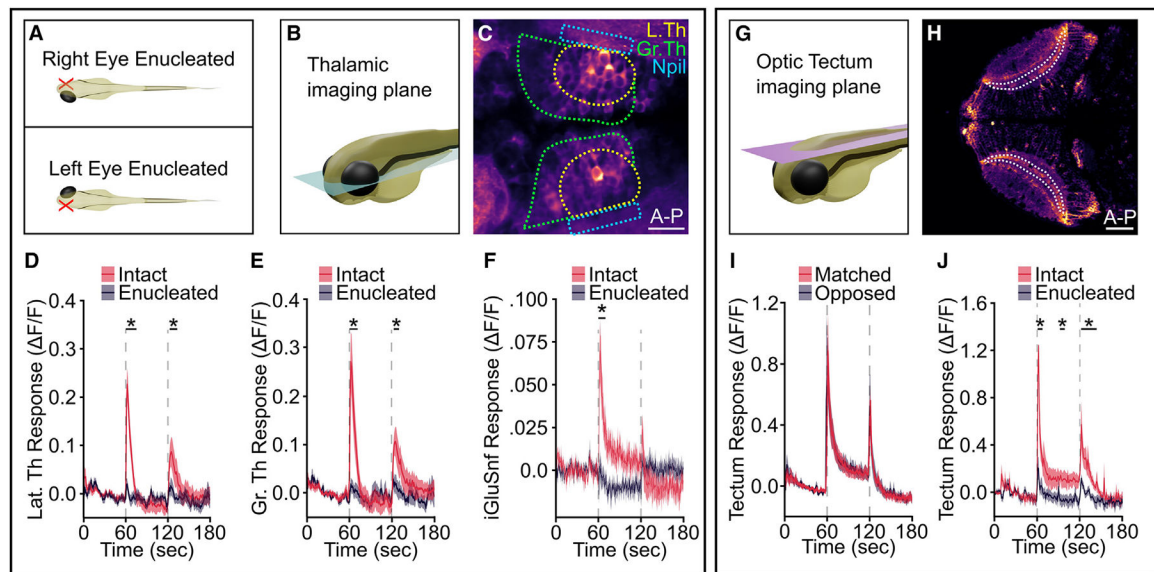 A
Right Eye Enucleated
Left Eye Enucleated
B
Thalamic
imaging plane
C
L.Th
Gr.Th
Npil
A-P
D
Intact
Enucleated
Lat. Th Response (ΔF/F)
0.4
0.3
0.2
0.1
0.0
*
*
0 60 120 180
Time (sec)
E
Intact
Enucleated
Gr. Th Response (ΔF/F)
0.4
0.3
0.2
0.1
0.0
*
*
0 60 120 180
Time (sec)
F
Intact
Enucleated
iGluSnf Response (ΔF/F)
.100
0.075
.050
0.025
0.0
*
0 60 120 180
Time (sec)
G
Optic Tectum
imaging plane
H
A-P
I
Matched
Opposed
Tectum Response (ΔF/F)
1.2
0.8
0.4
0.0
0 60 120 180
Time (sec)
J
Intact
Enucleated
Tectum Response (ΔF/F)
1.6
1.2
0.8
0.4
0.0
*
*
*
0 60 120 180
Time (sec)